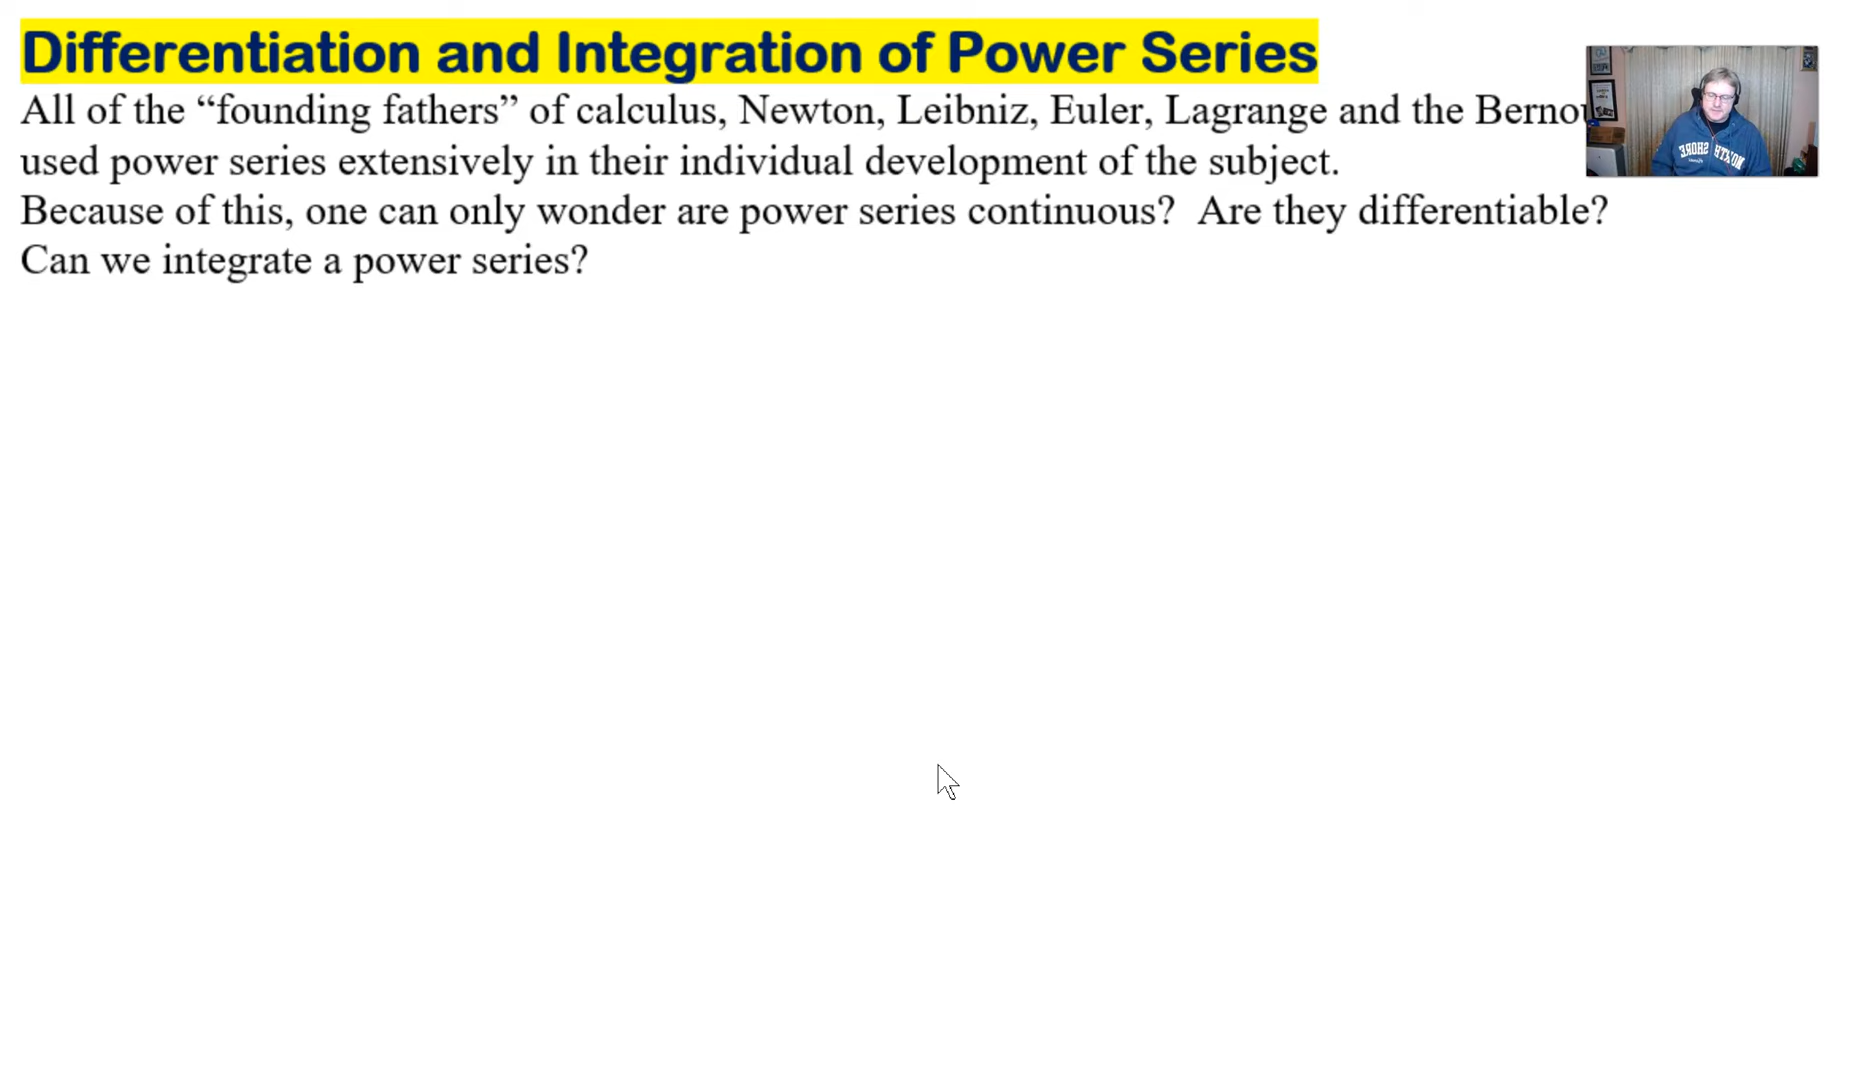 Differentiation and Integration of Power Series
All of the “founding fathers” of calculus, Newton, Leibniz, Euler, Lagrange and the
used power series extensively in their individual development of the subject.
Because of this, one can only wonder are power series continuous?  Are they differentiable?
Can we integrate a power series?
NORTH SHORE